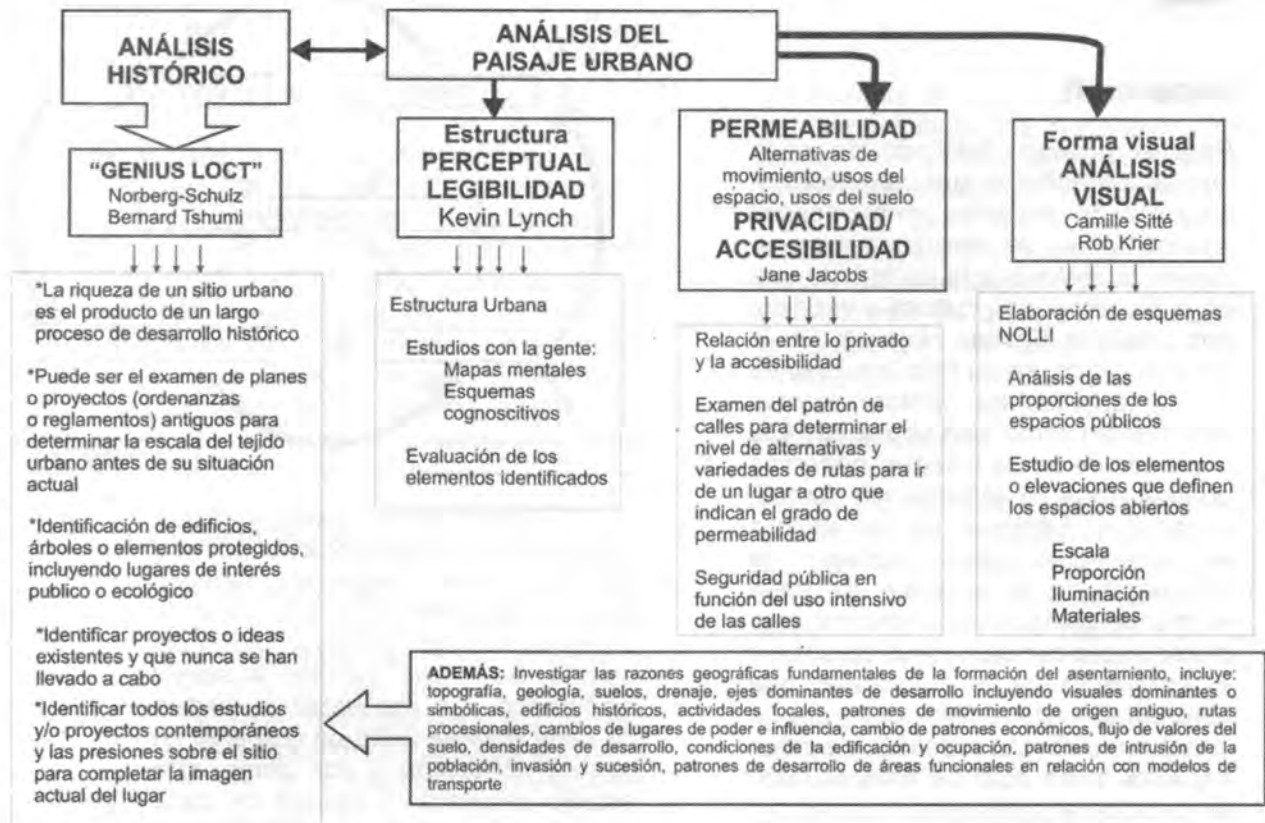 ANÁLISIS
HISTÓRICO
ANÁLISIS DEL
PAISAJE URBANO
"GENIUS LOCT"
Norberg-Schulz
Bernard Tshumi
*La riqueza de un sitio urbano
es el producto de un largo
proceso de desarrollo histórico
*Puede ser el examen de planes
o proyectos (ordenanzas
o reglamentos) antiguos para
determinar la escala del tejido
urbano antes de su situación
actual
*Identificación de edificios,
árboles o elementos protegidos,
incluyendo lugares de interés
publico o ecológico
*Identificar proyectos o ideas
existentes y que nunca se han
llevado a cabo
*Identificar todos los estudios
y/o proyectos contemporáneos
y las presiones sobre el sitio
para completar la imagen
actual del lugar
Estructura
PERCEPTUAL
LEGIBILIDAD
Kevin Lynch
Estructura Urbana
Estudios con la gente:
Mapas mentales
Esquemas
cognoscitivos
Evaluación de los
elementos identificados
PERMEABILIDAD
Alternativas de
movimiento, usos del
espacio, usos del suelo
PRIVACIDAD/
ACCESIBILIDAD
Jane Jacobs
Relación entre lo privado
y la accesibilidad
Examen del patrón de
calles para determinar el
nivel de alternativas y
variedades de rutas para ir
de un lugar a otro que
indican el grado de
permeabilidad
Seguridad pública en
función del uso intensivo
de las calles
Forma visual
ANÁLISIS
VISUAL
Camille Sitté
Rob Krier
Elaboración de esquemas
NOLLI
Análisis de las
proporciones de los
espacios públicos
Estudio de los elementos
o elevaciones que definen
los espacios abiertos
Escala
Proporción
Iluminación
Materiales
ADEMÁS: Investigar las razones geográficas fundamentales de la formación del asentamiento, incluye:
topografía, geología, suelos, drenaje, ejes dominantes de desarrollo incluyendo visuales dominantes o
simbólicas, edificios históricos, actividades focales, patrones de movimiento de origen antiguo, rutas
procesionales, cambios de lugares de poder e influencia, cambio de patrones económicos, flujo de valores del
suelo, densidades de desarrollo, condiciones de la edificación y ocupación, patrones de intrusión de la
población, invasión y sucesión, patrones de desarrollo de áreas funcionales en relación con modelos de
transporte